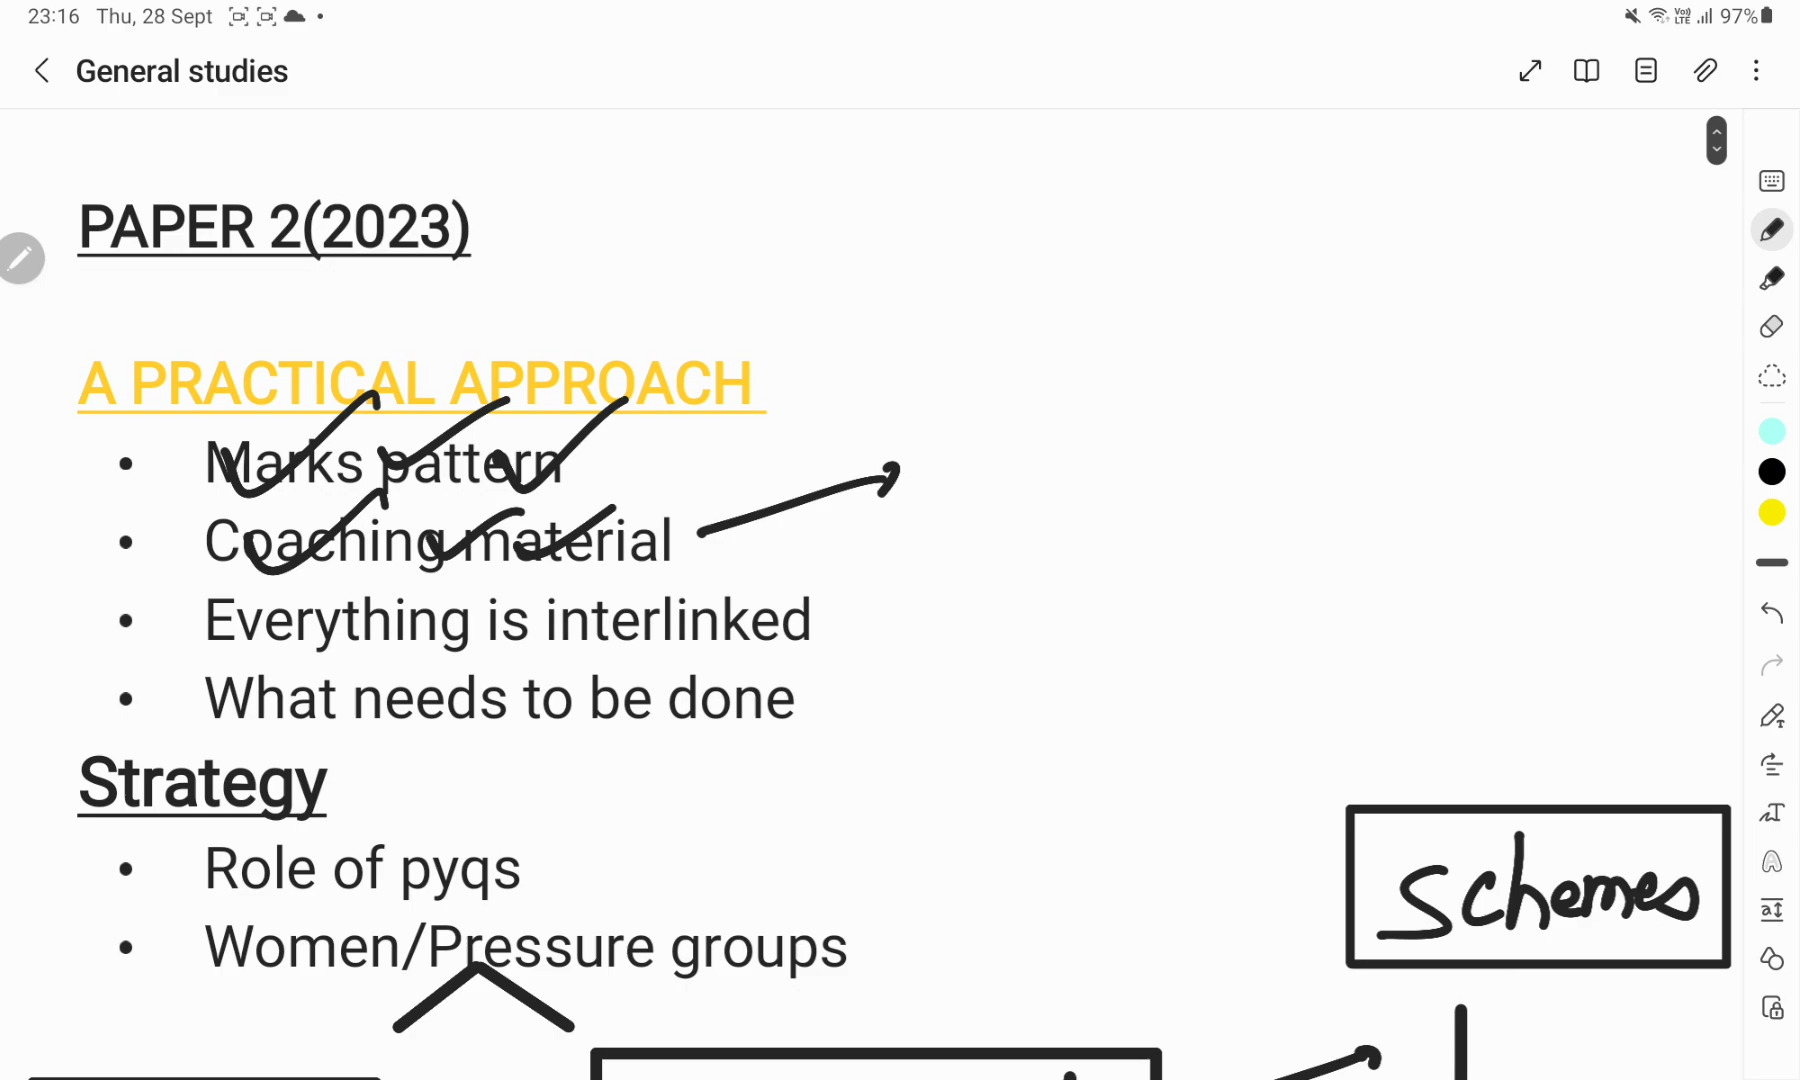 23:16 Thu, 28 Sept 97%
General studies
PAPER 2(2023)
A PRACTICAL APPROACH
• Marks pattern
• Coaching material
• Everything is interlinked
• What needs to be done
Strategy
• Role of pyqs
schemes
• Women/Pressure groups